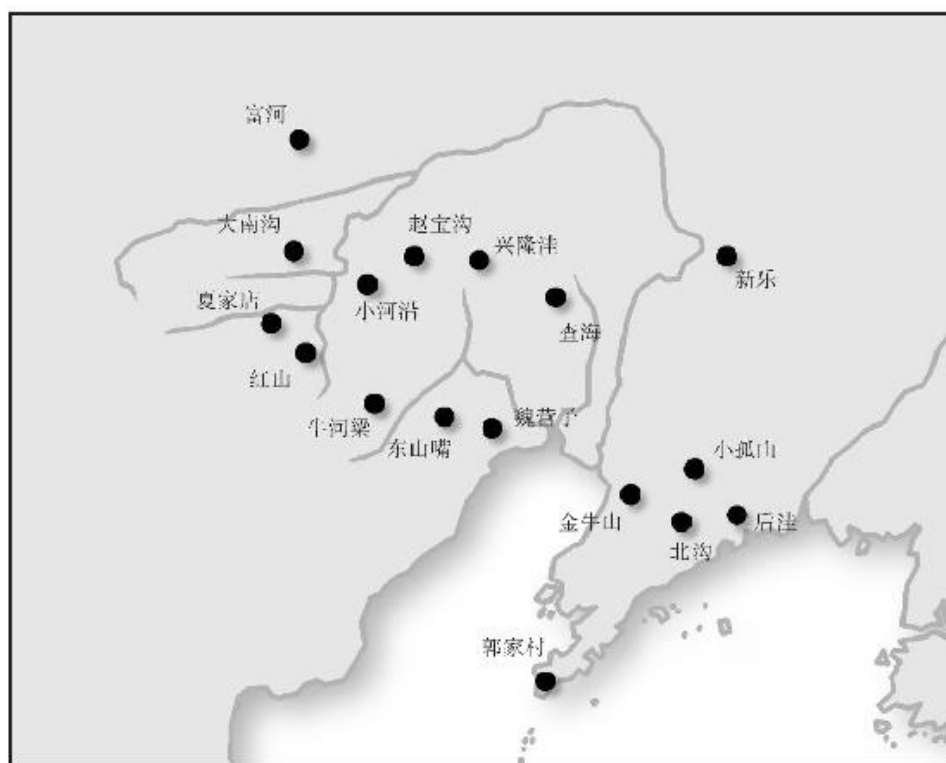 富河
大南沟
赵宝沟
兴隆洼
新乐
夏家店
小河沿
查海
红山
牛河梁
东山嘴
魏营子
小孤山
金牛山
北沟
后洼
郭家村